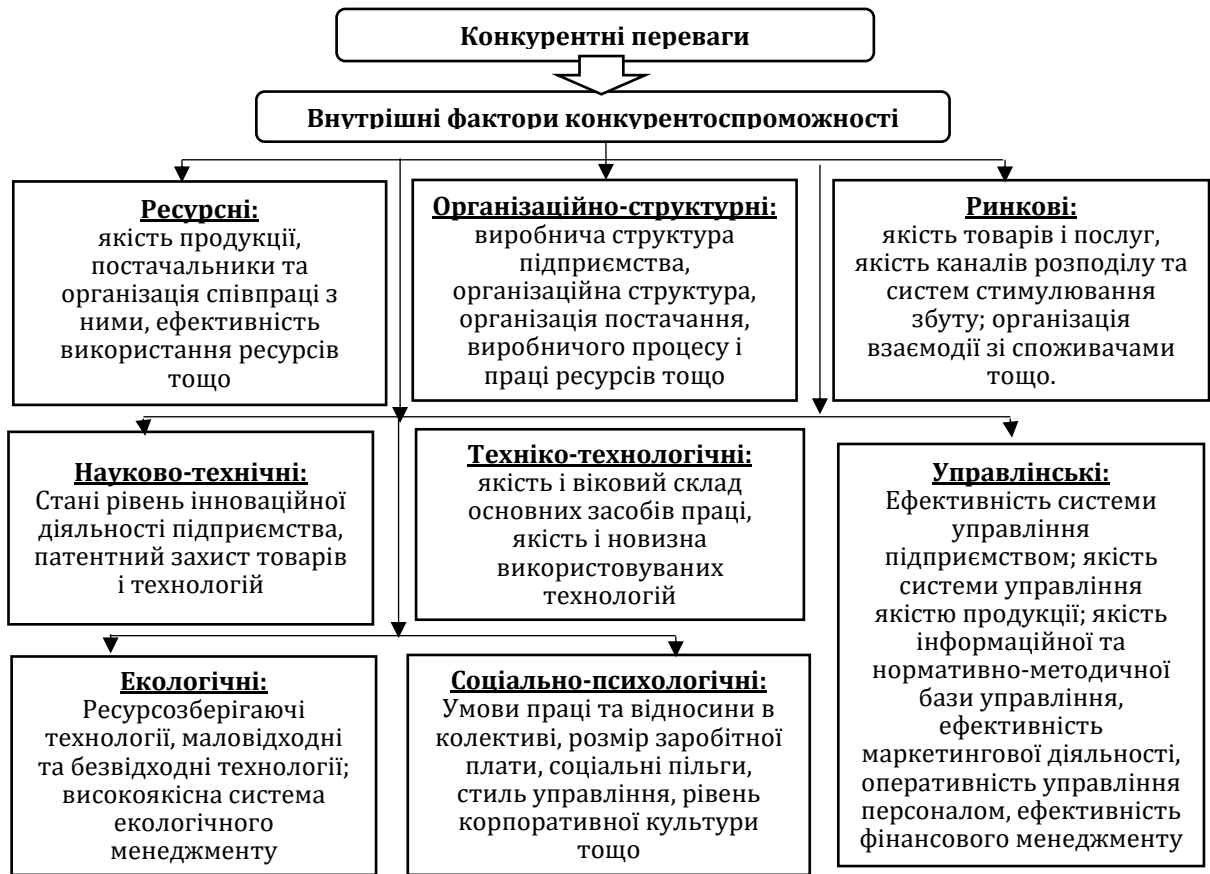 Конкурентні переваги
Внутрішні фактори конкурентоспроможності
Ресурсні:
якість продукції,
постачальники та
організація співпраці з
ними, ефективність
використання ресурсів
тощо
Організаційно-структурні:
виробнича структура
підприємства,
організаційна структура,
організація постачання,
виробничого процесу і
праці ресурсів тощо
Ринкові:
якість товарів і послуг,
якість каналів розподілу та
систем стимулювання
збуту; організація
взаємодії зі споживачами
тощо.
Науково-технічні:
Стані рівень інноваційної
діяльності підприємства,
патентний захист товарів
і технологій
Техніко-технологічні:
якість і віковий склад
основних засобів праці,
якість і новизна
використовуваних
технологій
Управлінські:
Ефективність системи
управління
підприємством; якість
системи управління
якістю продукції; якість
інформаційної та
нормативно-методичної
бази управління,
ефективність
маркетингової діяльності,
оперативність управління
персоналом, ефективність
фінансового менеджменту
Екологічні:
Ресурсозберігаючі
технології, маловідходні
та безвідходні технології;
високоякісна система
екологічного
менеджменту
Соціально-психологічні:
Умови праці та відносини в
колективі, розмір заробітної
плати, соціальні пільги,
стиль управління, рівень
корпоративної культури
тощо